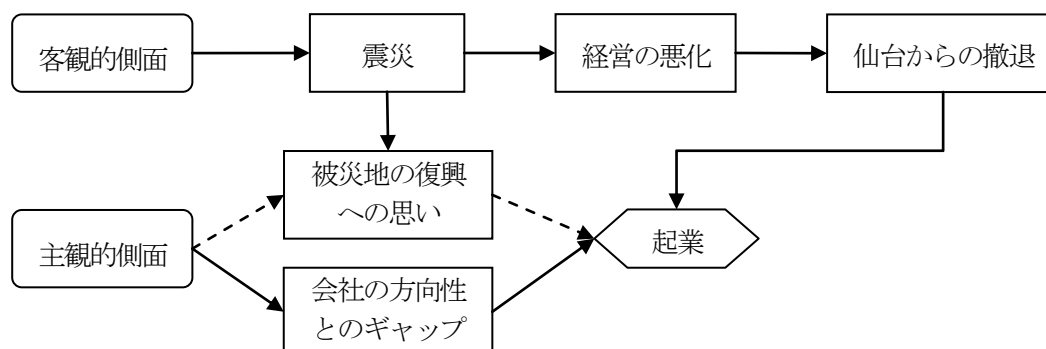 客観的側面
震災
経営の悪化
仙台からの撤退
被災地の復興
への思い
主観的側面
起業
会社の方向性
とのギャップ